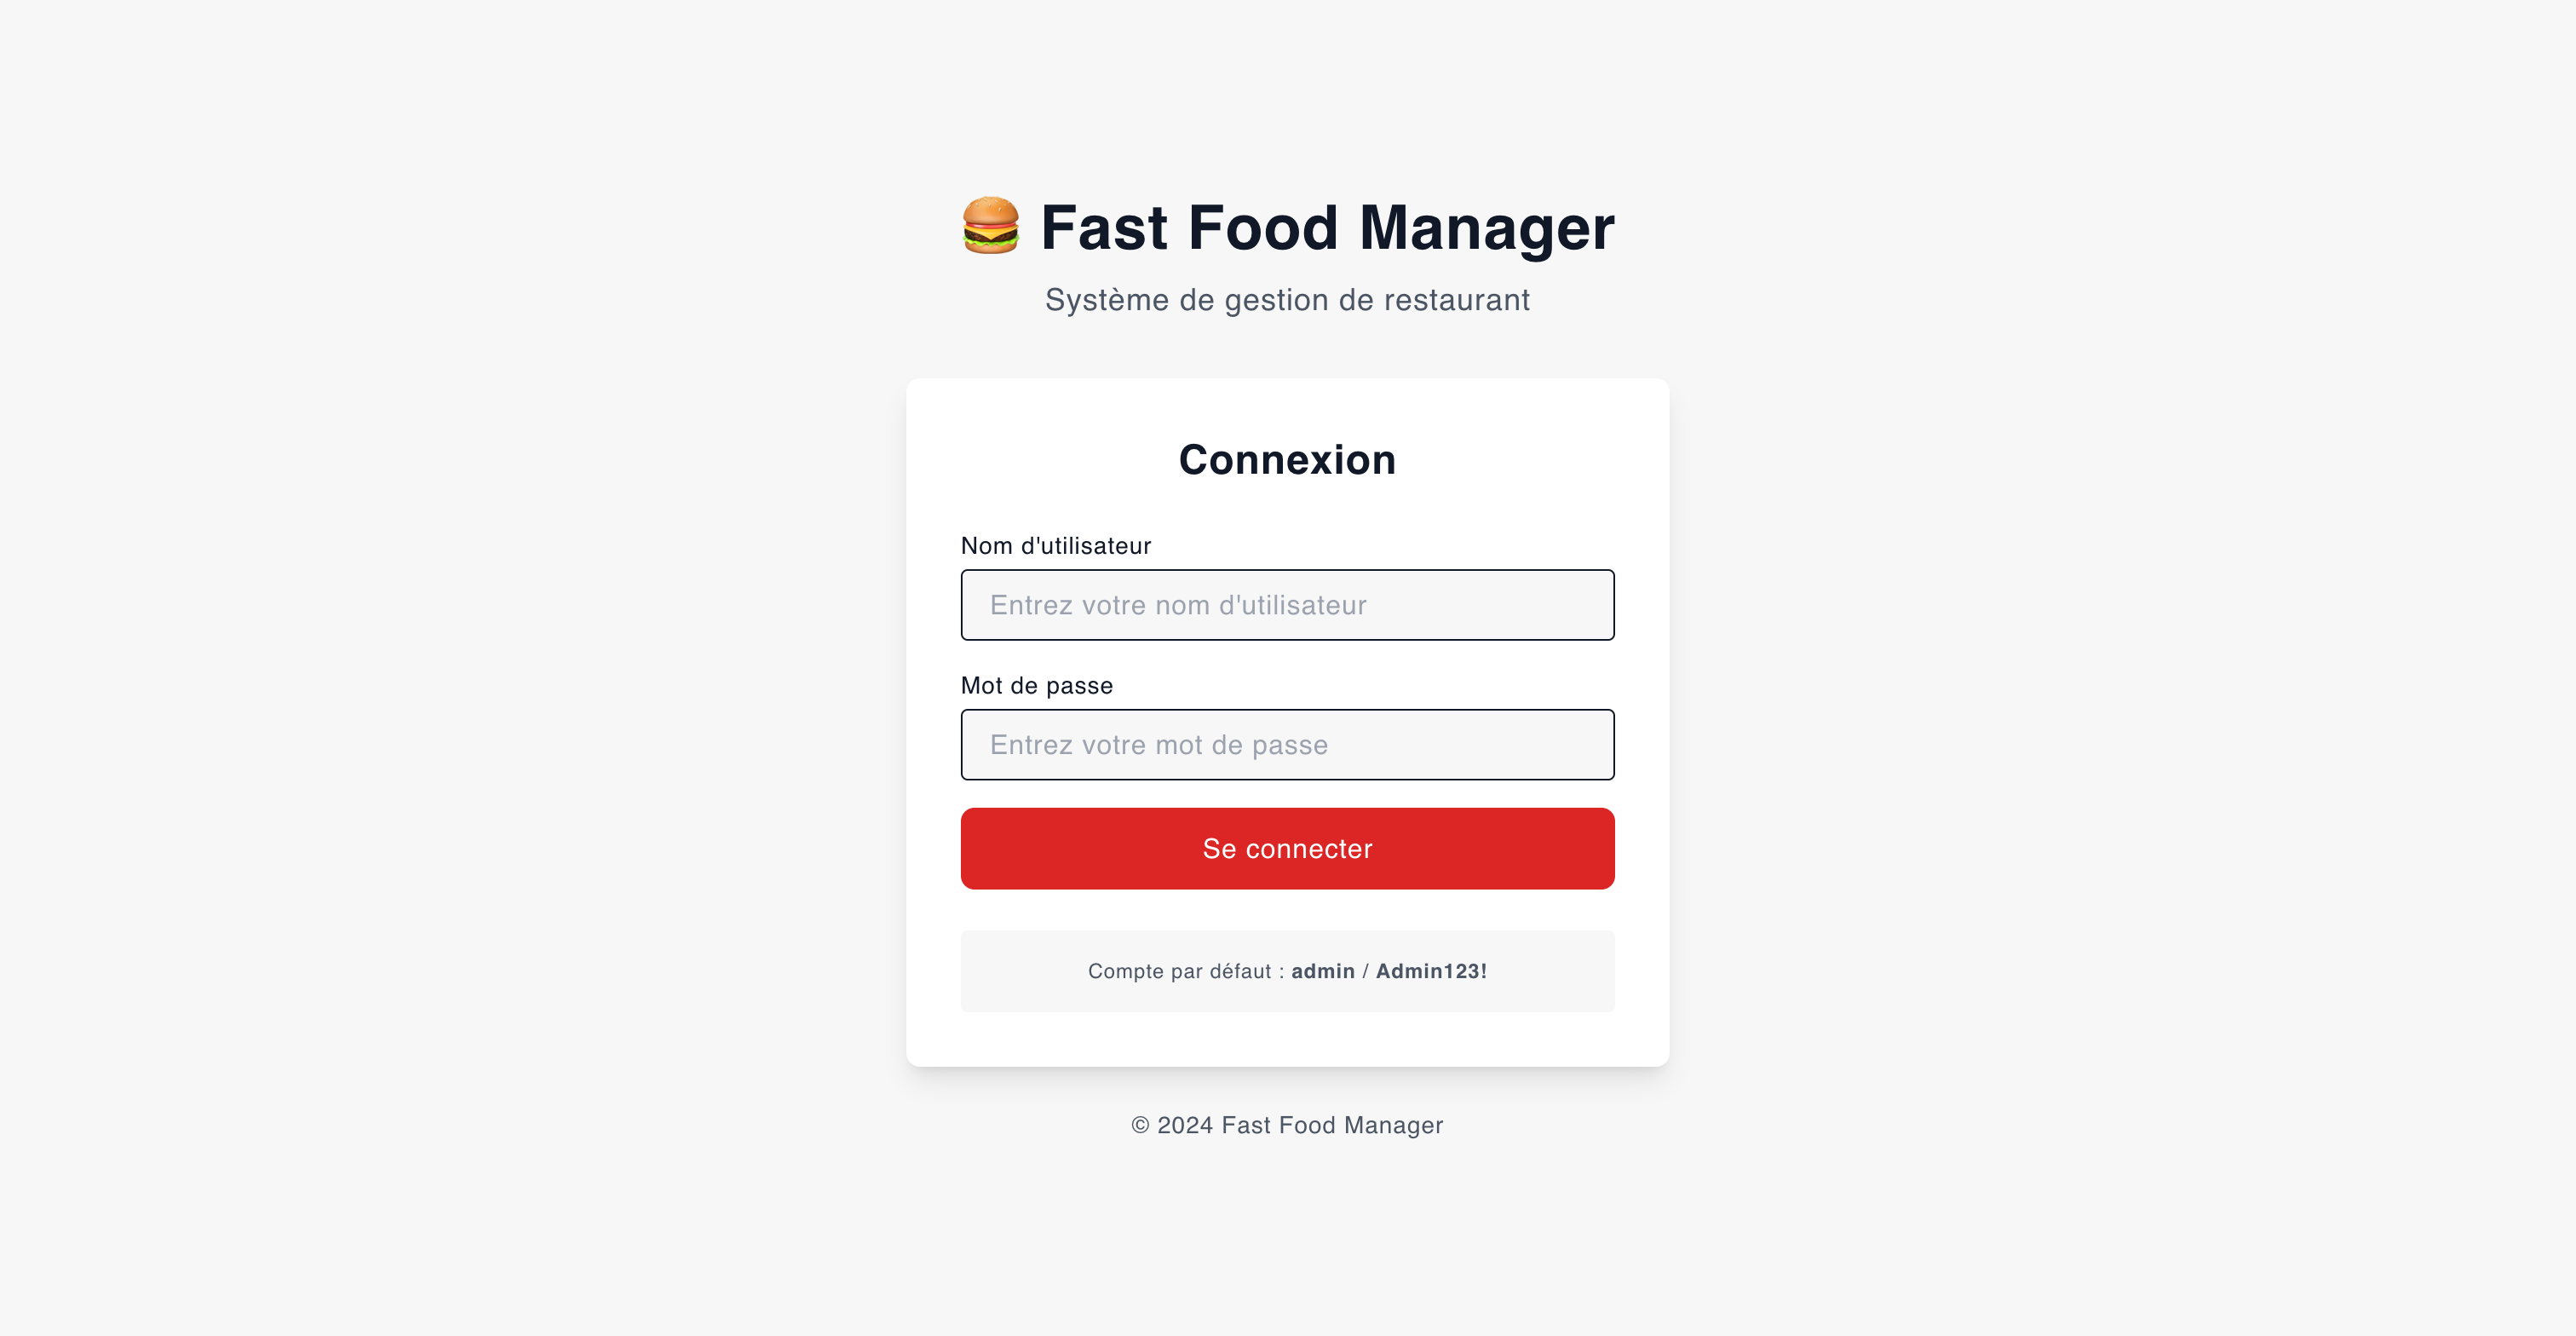 🍔 Fast Food Manager
Système de gestion de restaurant
Connexion
Nom d'utilisateur
Entrez votre nom d'utilisateur
Mot de passe
Entrez votre mot de passe
Se connecter
Compte par défaut : admin / Admin123!
© 2024 Fast Food Manager